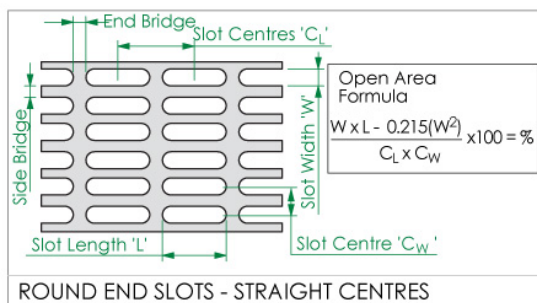 End Bridge
Slot Centres 'CL'
Side Bridge
Slot Width 'W'
Open Area
Formula
W x L - 0.215(W²)
CL x CW
x100 = %
Slot Length 'L'
Slot Centre 'CW'
ROUND END SLOTS - STRAIGHT CENTRES